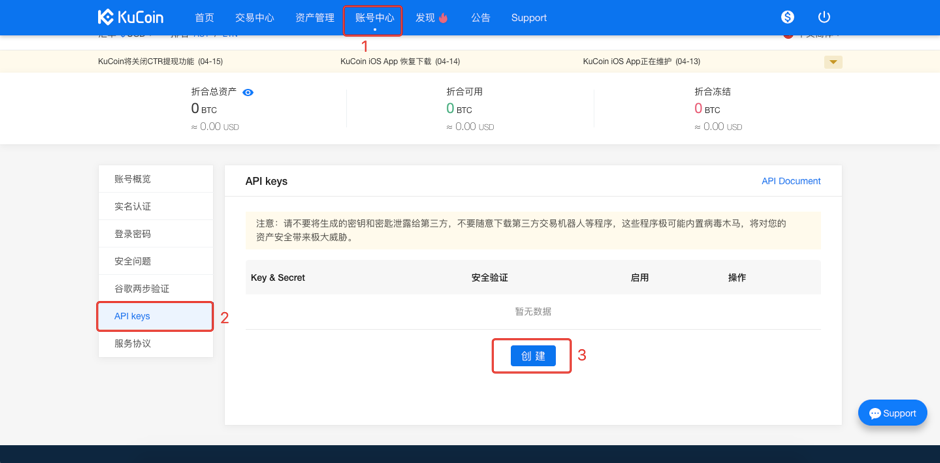 KuCoin 首页 交易中心 资产管理 账号中心 发现 公告 Support
1
KuCoin将关闭CTR提现功能 (04-15) KuCoin iOS App 恢复下载 (04-14) KuCoin iOS App正在维护 (04-13)
折合总资产 折合可用 折合冻结
0 BTC 0 BTC 0 BTC
≈ 0.00 USD ≈ 0.00 USD ≈ 0.00 USD
账号概览
实名认证
登录密码
安全问题
谷歌两步验证
API keys 2
服务协议
API keys API Document
注意：请不要将生成的密钥和密匙泄露给第三方，不要随意下载第三方交易机器人等程序，这些程序极可能内置病毒木马，将对您的
资产安全带来极大威胁。
Key & Secret 安全验证 启用 操作
暂无数据
创 建 3
Support